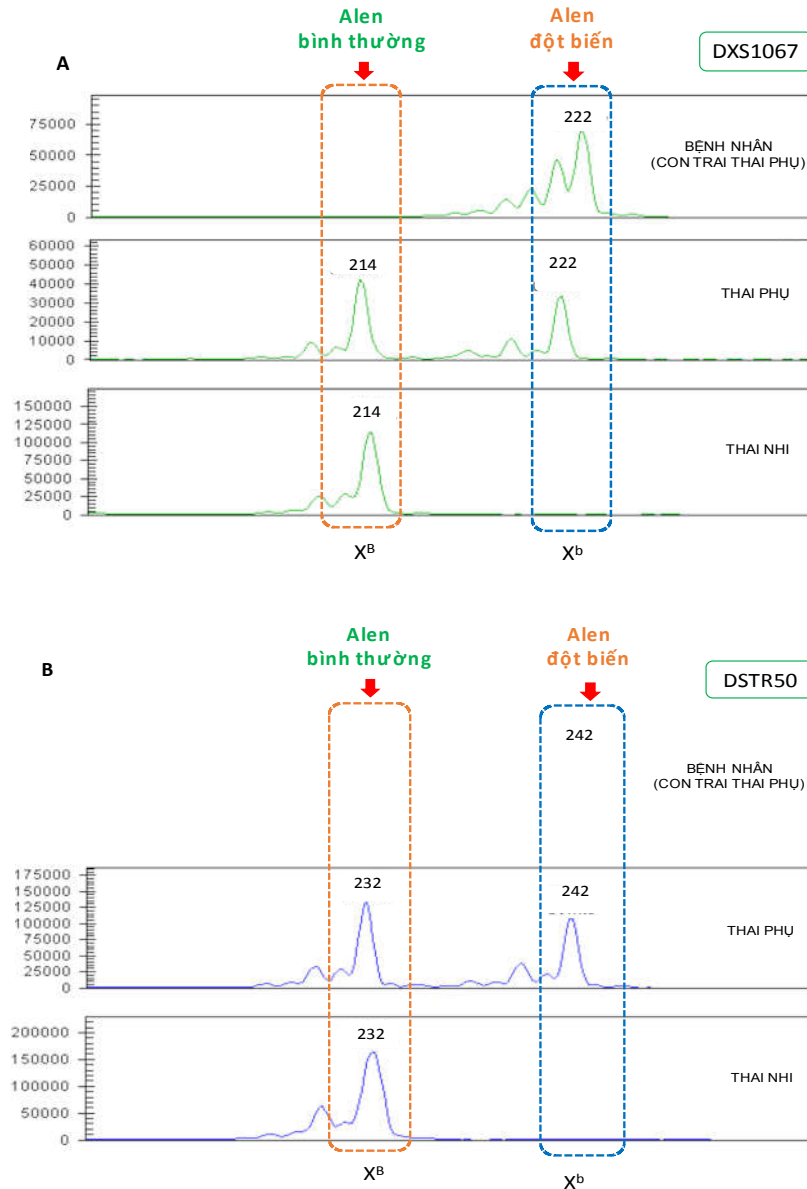 Alen
bình thường
Alen
đột biến
DXS1067
A
222
75000
50000
25000
0
BỆNH NHÂN
(CON TRAI THAI PHỤ)
60000
50000
40000
30000
20000
10000
0
214
222
THAI PHỤ
150000
125000
100000
75000
50000
25000
0
214
THAI NHI
Xᴮ
Xᵇ
Alen
bình thường
Alen
đột biến
B
DSTR50
242
BỆNH NHÂN
(CON TRAI THAI PHỤ)
175000
150000
125000
100000
75000
50000
25000
0
232
242
THAI PHỤ
200000
150000
100000
50000
0
232
THAI NHI
Xᴮ
Xᵇ